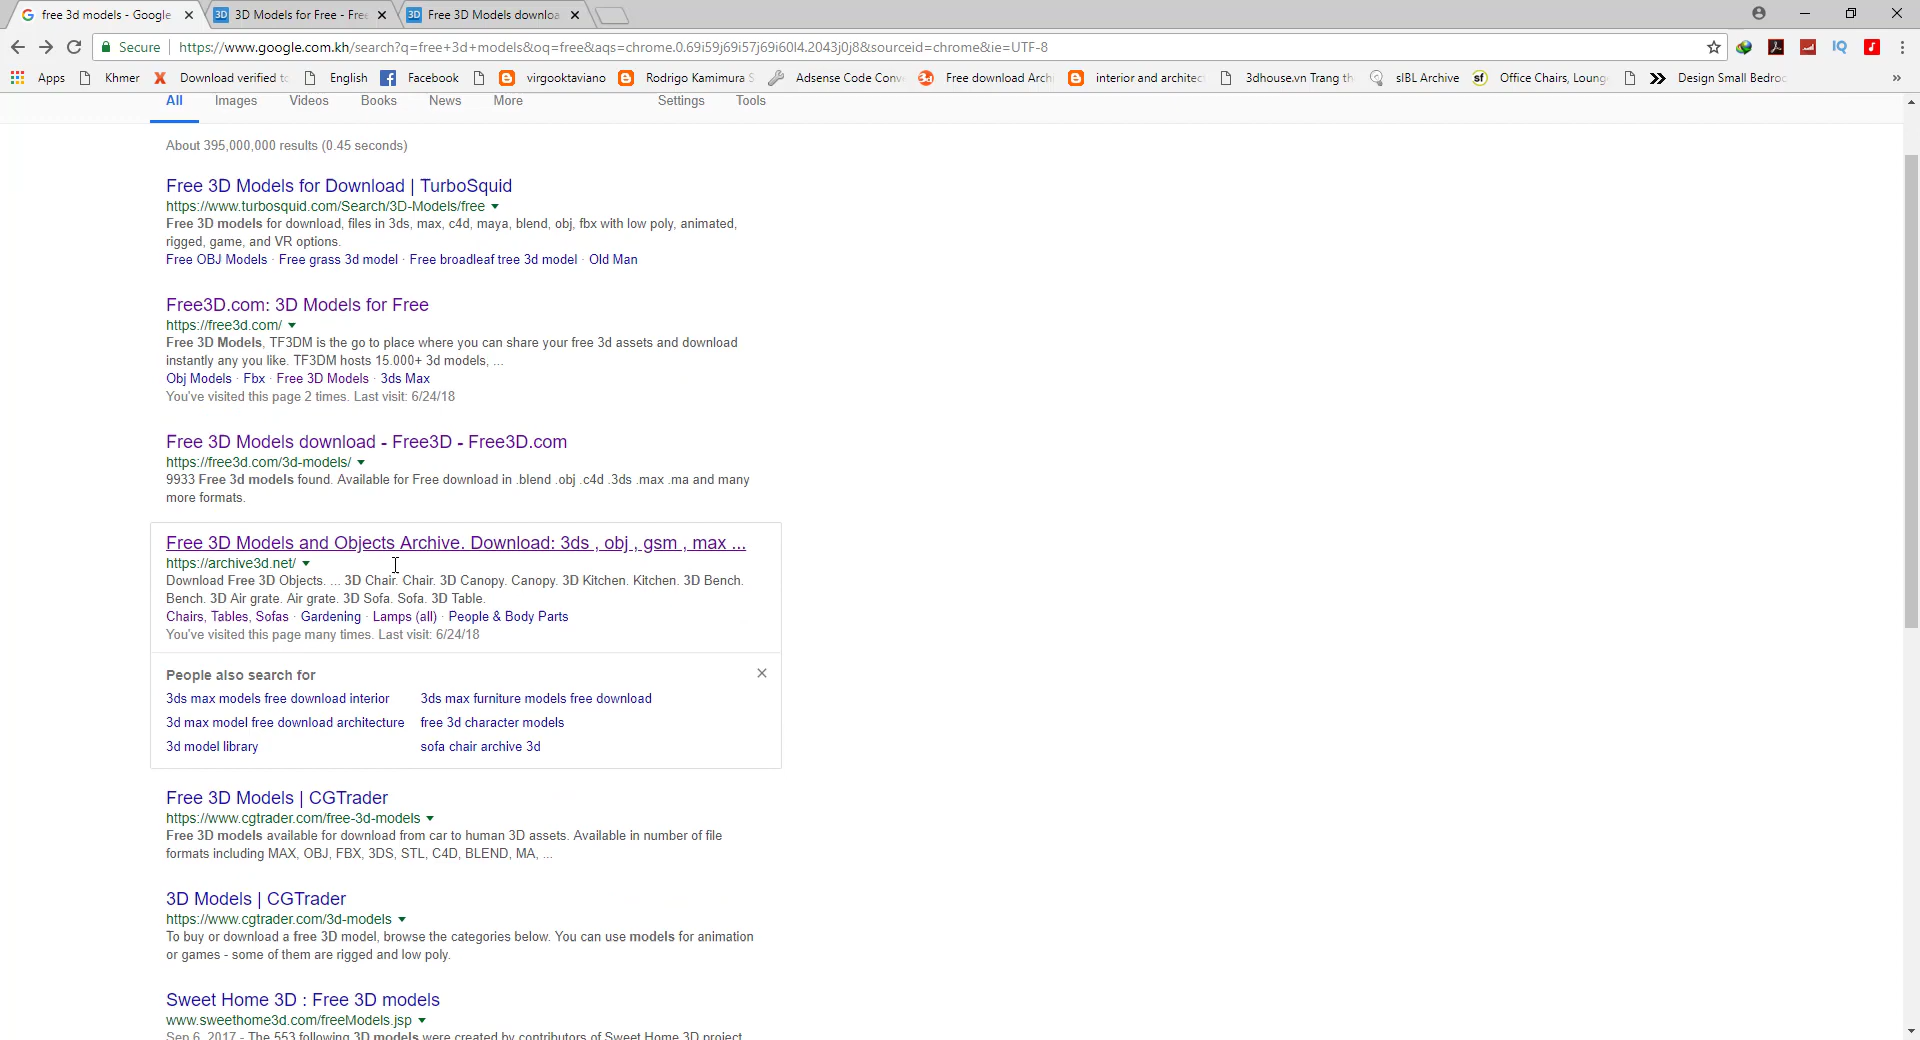 free 3d models - Google
3D Models for Free - Free
Free 3D Models downloa
Secure
https://www.google.com.kh/search?q=free+3d+models&oq=free&aqs=chrome.0.69i59j69i57j69i60l4.2043j0j8&sourceid=chrome&ie=UTF-8
Apps
Khmer
Download verified to
English
Facebook
virgooktaviano
Rodrigo Kamimura S
Adsense Code Conv
Free download Archi
interior and architec
3dhouse.vn Trang th
sIBL Archive
Office Chairs, Loung
Design Small Bedroo
All
Images
Videos
Books
News
More
Settings
Tools
About 395,000,000 results (0.45 seconds)
Free 3D Models for Download | TurboSquid
https://www.turbosquid.com/Search/3D-Models/free
Free 3D models for download, files in 3ds, max, c4d, maya, blend, obj, fbx with low poly, animated,
rigged, game, and VR options.
Free OBJ Models · Free grass 3d model · Free broadleaf tree 3d model · Old Man
Free3D.com: 3D Models for Free
https://free3d.com/
Free 3D Models, TF3DM is the go to place where you can share your free 3d assets and download
instantly any you like. TF3DM hosts 15.000+ 3d models, ...
Obj Models · Fbx · Free 3D Models · 3ds Max
You've visited this page 2 times. Last visit: 6/24/18
Free 3D Models download - Free3D - Free3D.com
https://free3d.com/3d-models/
9933 Free 3d models found. Available for Free download in .blend .obj .c4d .3ds .max .ma and many
more formats.
Free 3D Models and Objects Archive. Download: 3ds , obj , gsm , max ...
https://archive3d.net/
Download Free 3D Objects. ... 3D Chair. Chair. 3D Canopy. Canopy. 3D Kitchen. Kitchen. 3D Bench.
Bench. 3D Air grate. Air grate. 3D Sofa. Sofa. 3D Table.
Chairs, Tables, Sofas · Gardening · Lamps (all) · People & Body Parts
You've visited this page many times. Last visit: 6/24/18
People also search for
3ds max models free download interior
3ds max furniture models free download
3d max model free download architecture
free 3d character models
3d model library
sofa chair archive 3d
Free 3D Models | CGTrader
https://www.cgtrader.com/free-3d-models
Free 3D models available for download from car to human 3D assets. Available in number of file
formats including MAX, OBJ, FBX, 3DS, STL, C4D, BLEND, MA, ...
3D Models | CGTrader
https://www.cgtrader.com/3d-models
To buy or download a free 3D model, browse the categories below. You can use models for animation
or games - some of them are rigged and low poly.
Sweet Home 3D : Free 3D models
www.sweethome3d.com/freeModels.jsp
Sep 6, 2017 - The 553 following 3D models were created by contributors of Sweet Home 3D project